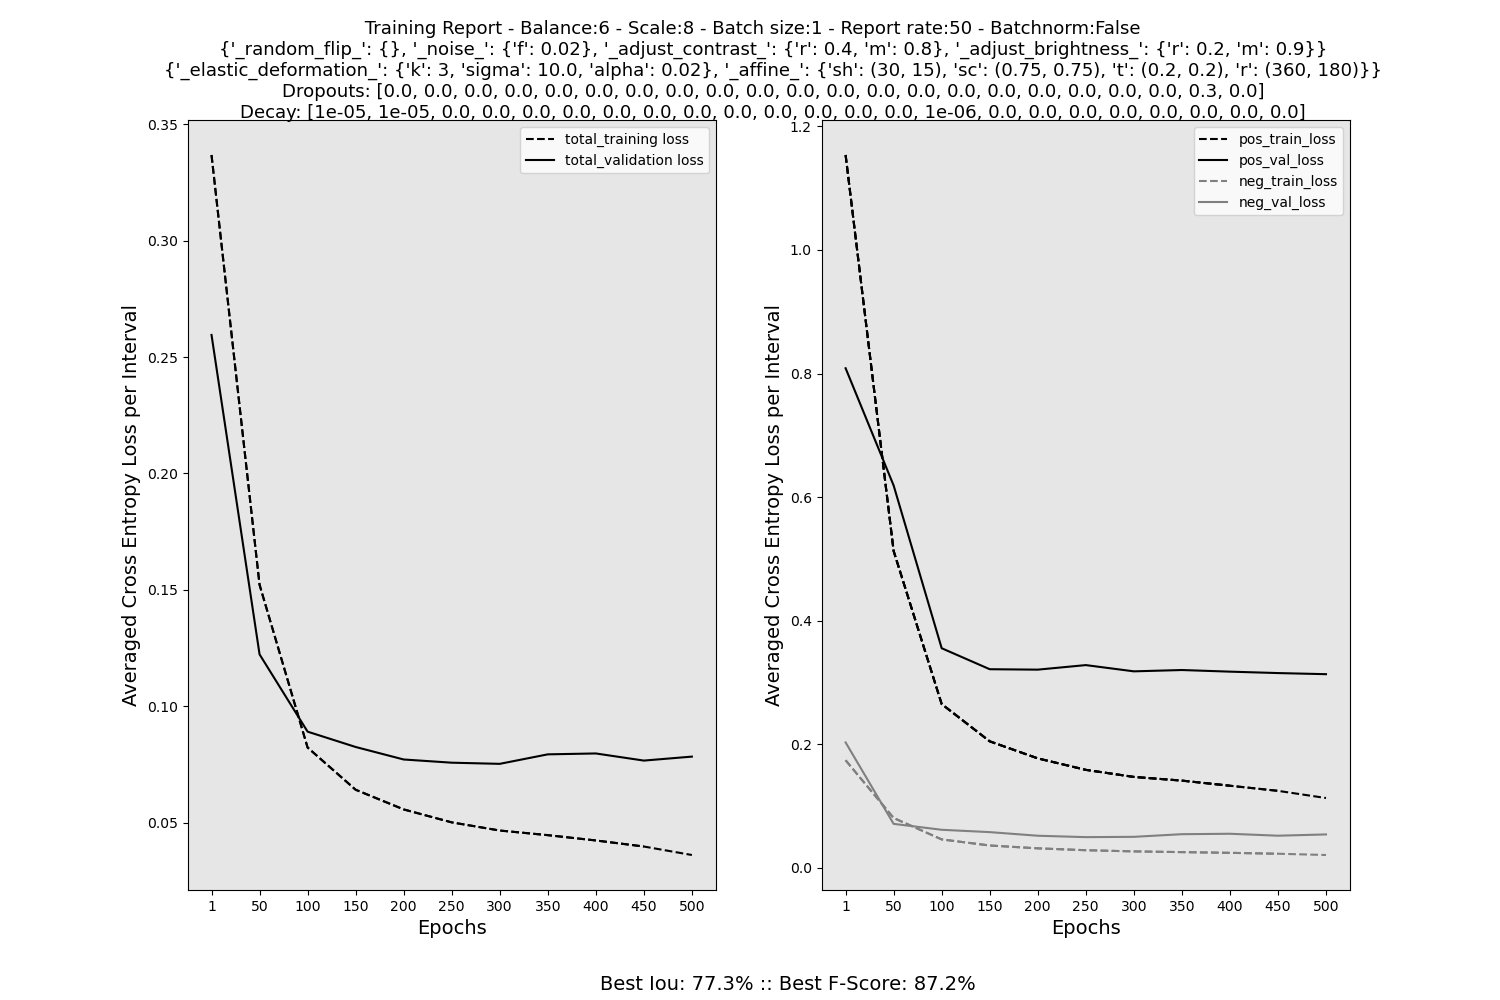 Training Report - Balance:6 - Scale:8 - Batch size:1 - Report rate:50 - Batchnorm:False
{'_random_flip_': {}, '_noise_': {'f': 0.02}, '_adjust_contrast_': {'r': 0.4, 'm': 0.8}, '_adjust_brightness_': {'r': 0.2, 'm': 0.9}}
{'_elastic_deformation_': {'k': 3, 'sigma': 10.0, 'alpha': 0.02}, '_affine_': {'sh': (30, 15), 'sc': (0.75, 0.75), 't': (0.2, 0.2), 'r': (360, 180)}}
Dropouts: [0.0, 0.0, 0.0, 0.0, 0.0, 0.0, 0.0, 0.0, 0.0, 0.0, 0.0, 0.0, 0.0, 0.0, 0.0, 0.0, 0.0, 0.0, 0.0, 0.0, 0.3, 0.0]
Decay: [1e-05, 1e-05, 0.0, 0.0, 0.0, 0.0, 0.0, 0.0, 0.0, 0.0, 0.0, 0.0, 0.0, 0.0, 1e-06, 0.0, 0.0, 0.0, 0.0, 0.0, 0.0, 0.0]
total_training loss
total_validation loss
0.35
0.30
0.25
0.20
0.15
0.10
0.05
Averaged Cross Entropy Loss per Interval
1 50 100 150 200 250 300 350 400 450 500
Epochs
pos_train_loss
pos_val_loss
neg_train_loss
neg_val_loss
1.2
1.0
0.8
0.6
0.4
0.2
0.0
Averaged Cross Entropy Loss per Interval
1 50 100 150 200 250 300 350 400 450 500
Epochs
Best Iou: 77.3% :: Best F-Score: 87.2%